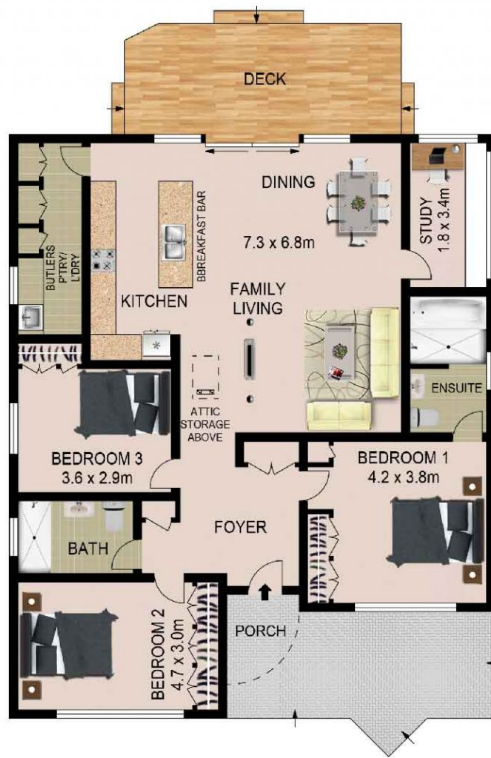 DECK
DINING
7.3 x 6.8m
BBREAKFAST BAR
STUDY
1.8 x 3.4m
BUTLERS
P'TRY/
L'DRY
KITCHEN
FAMILY
LIVING
ENSUITE
ATTIC
STORAGE
ABOVE
BEDROOM 3
3.6 x 2.9m
BEDROOM 1
4.2 x 3.8m
FOYER
BATH
BEDROOM 2
4.7 x 3.0m
PORCH